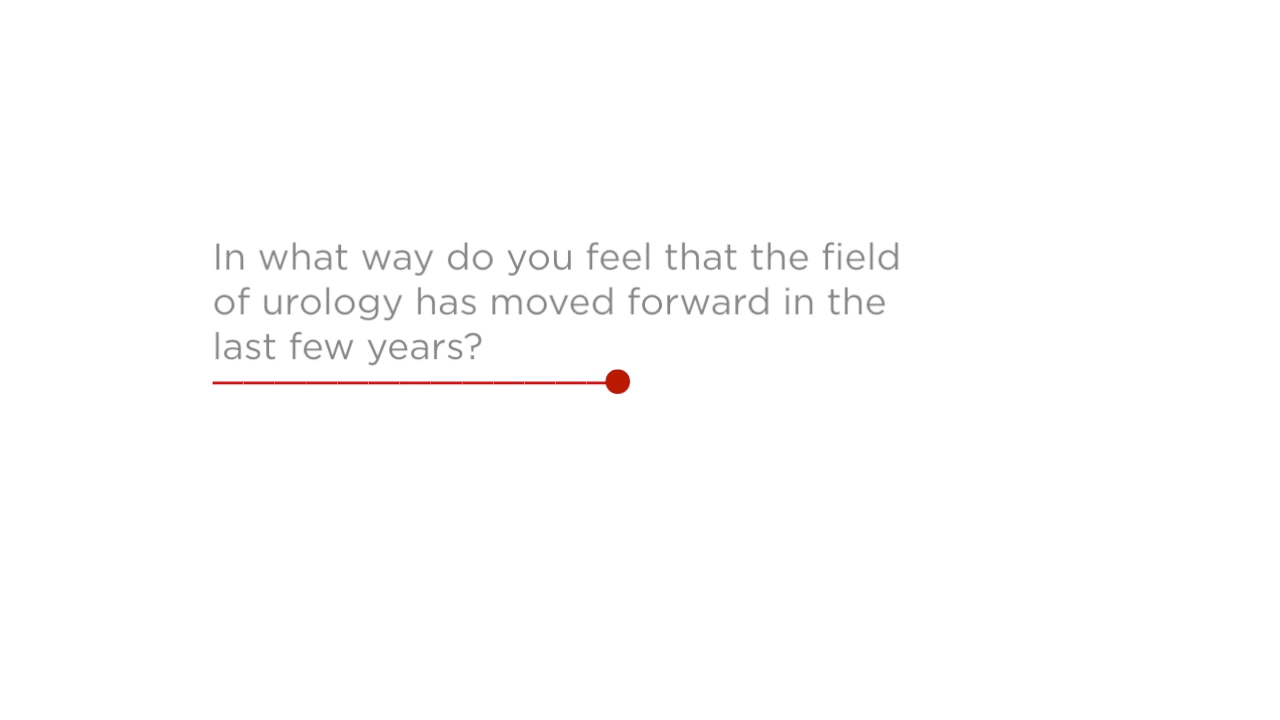 In what way do you feel that the field
of urology has moved forward in the
last few years?